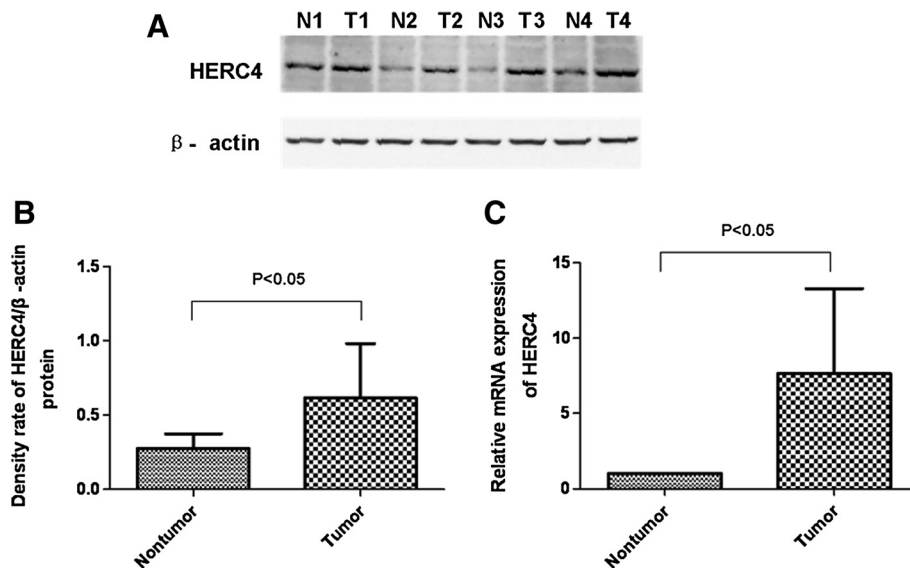 A
N1 T1 N2 T2 N3 T3 N4 T4
HERC4
β - actin
B
Density rate of HERC4/β -actin
protein
1.5
1.0
0.5
0.0
P<0.05
Nontumor
Tumor
C
Relative mRNA expression
of HERC4
15
10
5
0
P<0.05
Nontumor
Tumor